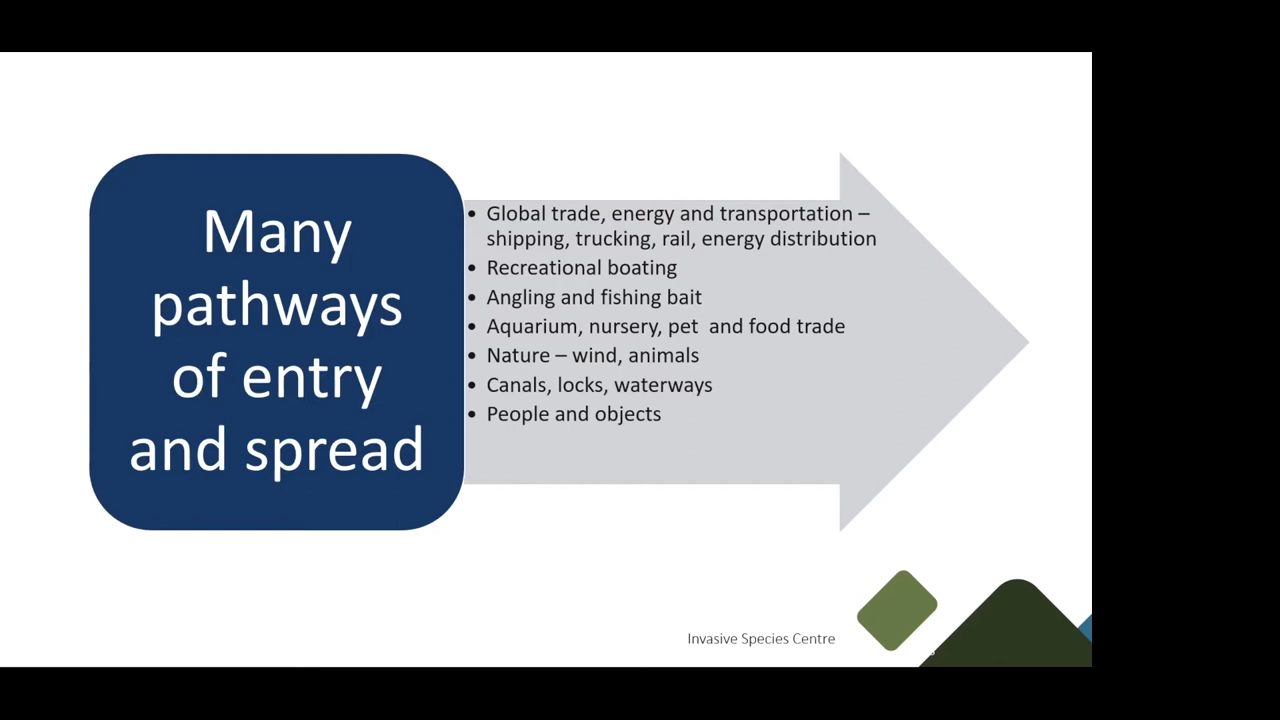 Many
pathways
of entry
and spread
• Global trade, energy and transportation –
shipping, trucking, rail, energy distribution
• Recreational boating
• Angling and fishing bait
• Aquarium, nursery, pet  and food trade
• Nature – wind, animals
• Canals, locks, waterways
• People and objects
Invasive Species Centre